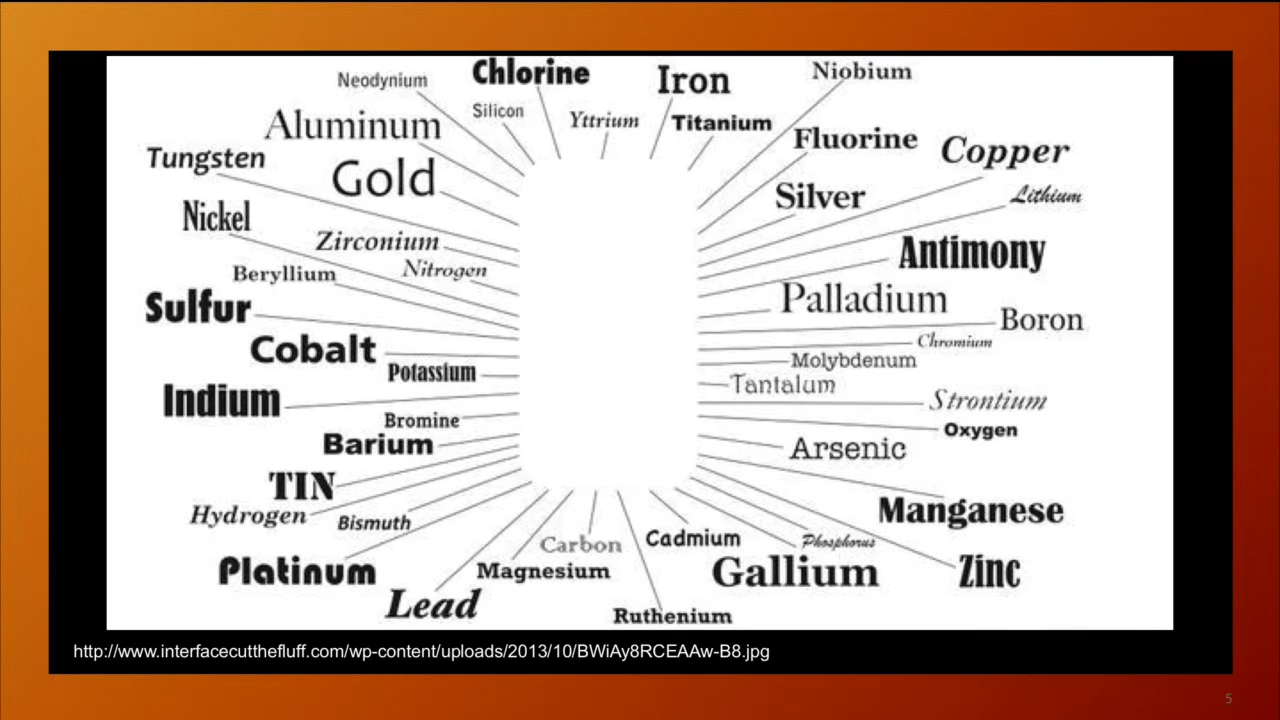 Neodynium
Chlorine
Iron
Niobium
Silicon
Yttrium
Titanium
Aluminum
Fluorine
Copper
Tungsten
Gold
Silver
Lithium
Nickel
Zirconium
Antimony
Beryllium
Nitrogen
Palladium
Sulfur
Boron
Cobalt
Chromium
Potassium
Molybdenum
Tantalum
Indium
Strontium
Bromine
Oxygen
Barium
Arsenic
TIN
Hydrogen
Manganese
Bismuth
Carbon
Cadmium
Phosphorus
Platinum
Magnesium
Gallium
Zinc
Lead
Ruthenium
http://www.interfacecutthefluff.com/wp-content/uploads/2013/10/BWiAy8RCEAAw-B8.jpg
5